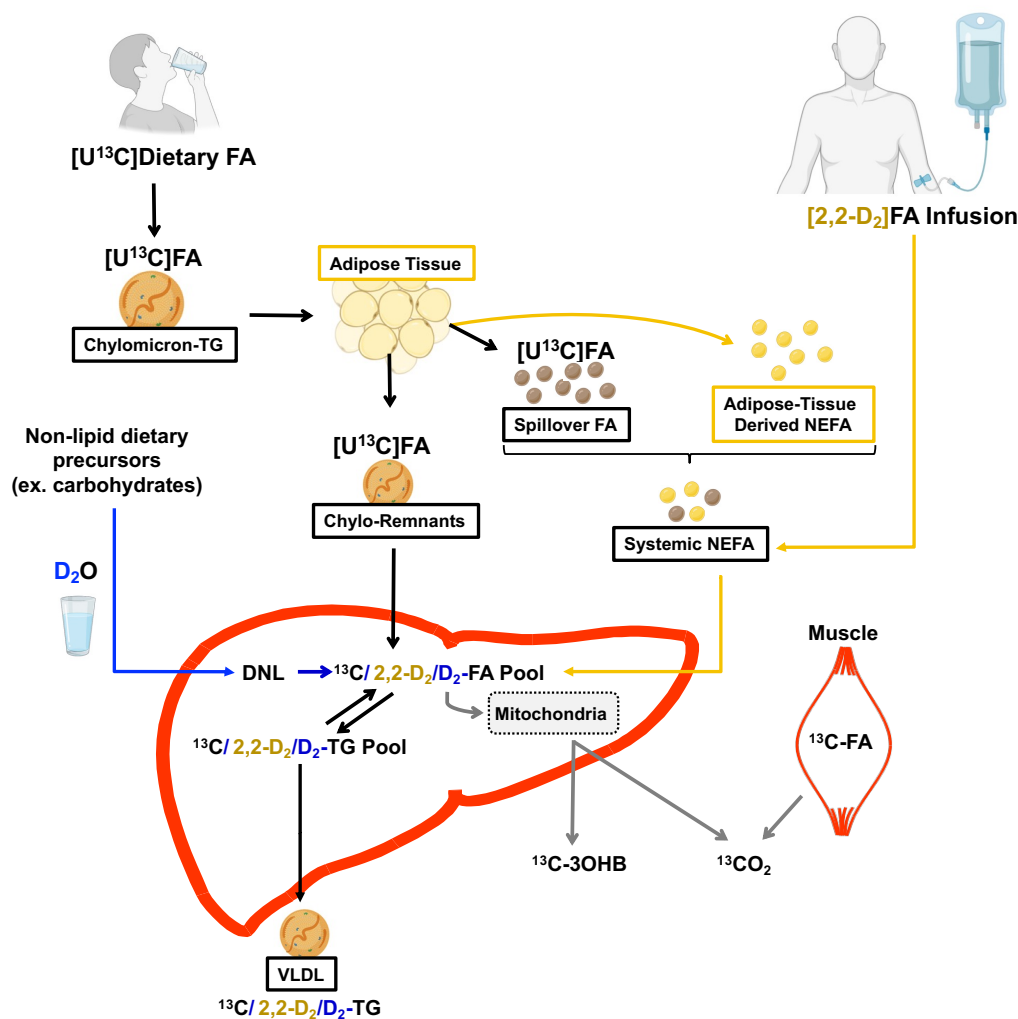 [U¹³C]Dietary FA
[2,2-D₂]FA Infusion
[U¹³C]FA
Chylomicron-TG
Adipose Tissue
[U¹³C]FA
Spillover FA
Adipose-Tissue
Derived NEFA
Non-lipid dietary
precursors
(ex. carbohydrates)
[U¹³C]FA
Chylo-Remnants
Systemic NEFA
D₂O
Muscle
DNL
¹³C/ 2,2-D₂/D₂-FA Pool
Mitochondria
¹³C/ 2,2-D₂/D₂-TG Pool
¹³C-FA
¹³C-3OHB
¹³CO₂
VLDL
¹³C/ 2,2-D₂/D₂-TG